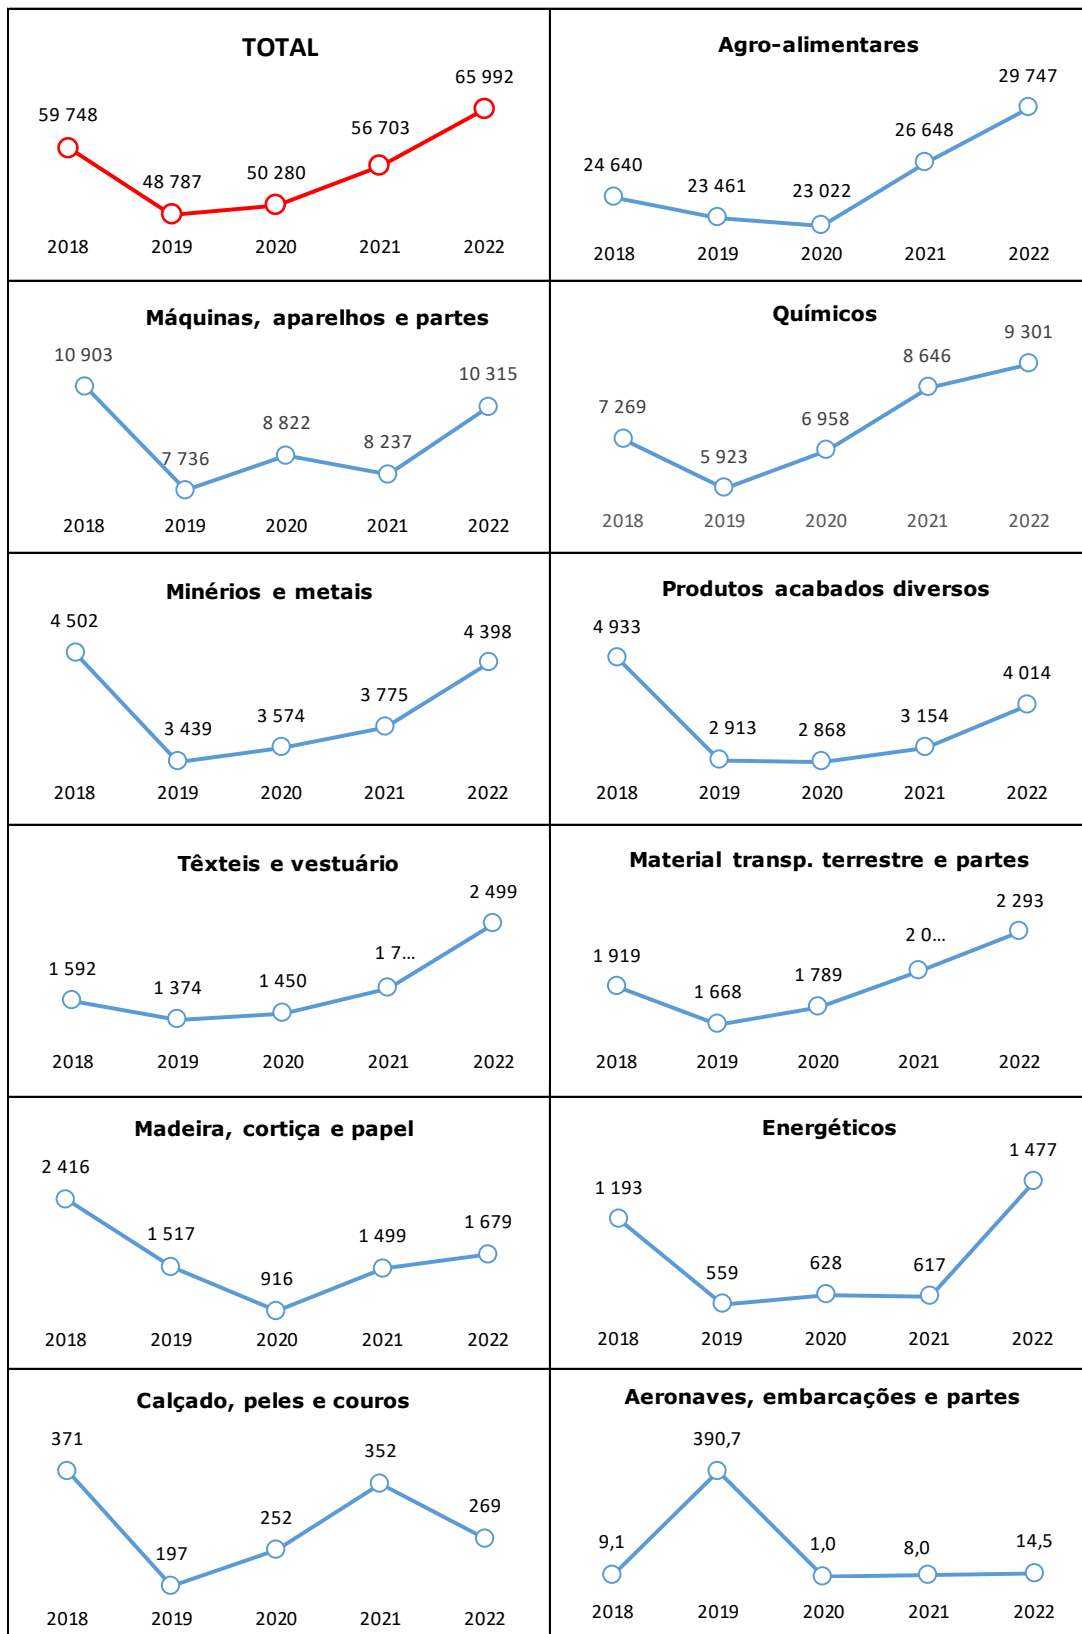 TOTAL
59 748
48 787
50 280
56 703
65 992
2018 2019 2020 2021 2022
Agro-alimentares
24 640
23 461
23 022
26 648
29 747
2018 2019 2020 2021 2022
Máquinas, aparelhos e partes
10 903
7 736
8 822
8 237
10 315
2018 2019 2020 2021 2022
Químicos
7 269
5 923
6 958
8 646
9 301
2018 2019 2020 2021 2022
Minérios e metais
4 502
3 439
3 574
3 775
4 398
2018 2019 2020 2021 2022
Produtos acabados diversos
4 933
2 913
2 868
3 154
4 014
2018 2019 2020 2021 2022
Têxteis e vestuário
1 592
1 374
1 450
1 7...
2 499
2018 2019 2020 2021 2022
Material transp. terrestre e partes
1 919
1 668
1 789
2 0...
2 293
2018 2019 2020 2021 2022
Madeira, cortiça e papel
2 416
1 517
916
1 499
1 679
2018 2019 2020 2021 2022
Energéticos
1 193
559
628
617
1 477
2018 2019 2020 2021 2022
Calçado, peles e couros
371
197
252
352
269
2018 2019 2020 2021 2022
Aeronaves, embarcações e partes
9,1
390,7
1,0
8,0
14,5
2018 2019 2020 2021 2022